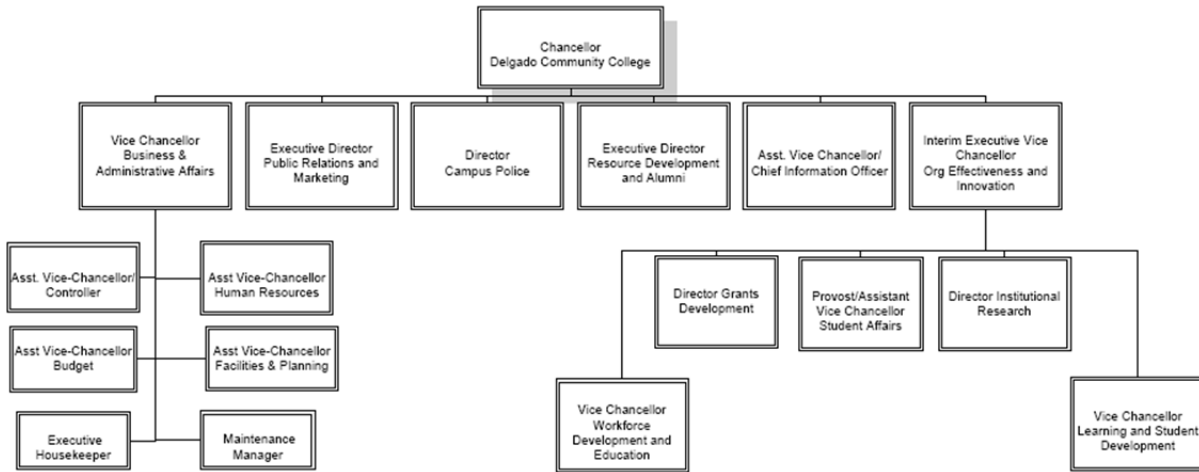 Chancellor
Delgado Community College
Vice Chancellor
Business &
Administrative Affairs
Executive Director
Public Relations and
Marketing
Director
Campus Police
Executive Director
Resource Development
and Alumni
Asst. Vice Chancellor/
Chief Information Officer
Interim Executive Vice
Chancellor
Org Effectiveness and
Innovation
Asst. Vice-Chancellor/
Controller
Asst Vice-Chancellor
Human Resources
Asst Vice-Chancellor
Budget
Asst Vice-Chancellor
Facilities & Planning
Executive
Housekeeper
Maintenance
Manager
Director Grants
Development
Provost/Assistant
Vice Chancellor
Student Affairs
Director Institutional
Research
Vice Chancellor
Workforce
Development and
Education
Vice Chancellor
Learning and Student
Development